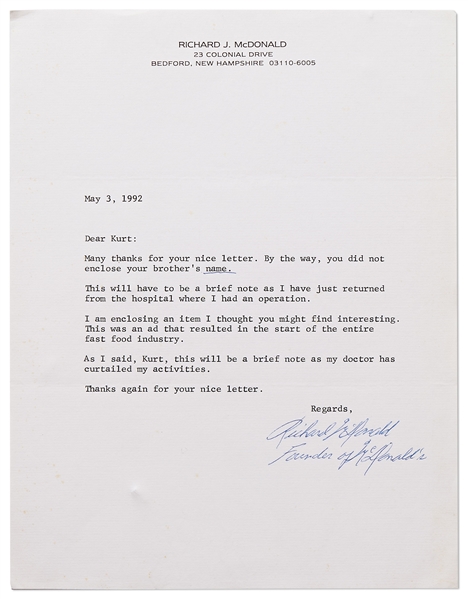 RICHARD J. McDONALD
23 COLONIAL DRIVE
BEDFORD, NEW HAMPSHIRE 03110-6005
May 3, 1992
Dear Kurt:
Many thanks for your nice letter. By the way, you did not
enclose your brother's name.
This will have to be a brief note as I have just returned
from the hospital where I had an operation.
I am enclosing an item I thought you might find interesting.
This was an ad that resulted in the start of the entire
fast food industry.
As I said, Kurt, this will be a brief note as my doctor has
curtailed my activities.
Thanks again for your nice letter.
Regards,
Richard McDonald
Founder of McDonald's